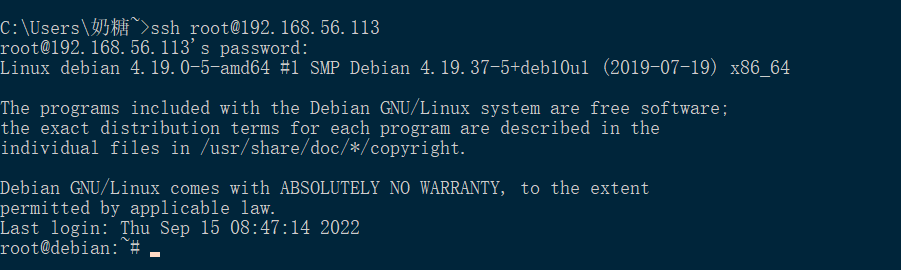 C:\Users\奶糖~>ssh root@192.168.56.113
root@192.168.56.113's password:
Linux debian 4.19.0-5-amd64 #1 SMP Debian 4.19.37-5+deb10u1 (2019-07-19) x86_64
The programs included with the Debian GNU/Linux system are free software;
the exact distribution terms for each program are described in the
individual files in /usr/share/doc/*/copyright.
Debian GNU/Linux comes with ABSOLUTELY NO WARRANTY, to the extent
permitted by applicable law.
Last login: Thu Sep 15 08:47:14 2022
root@debian:~#